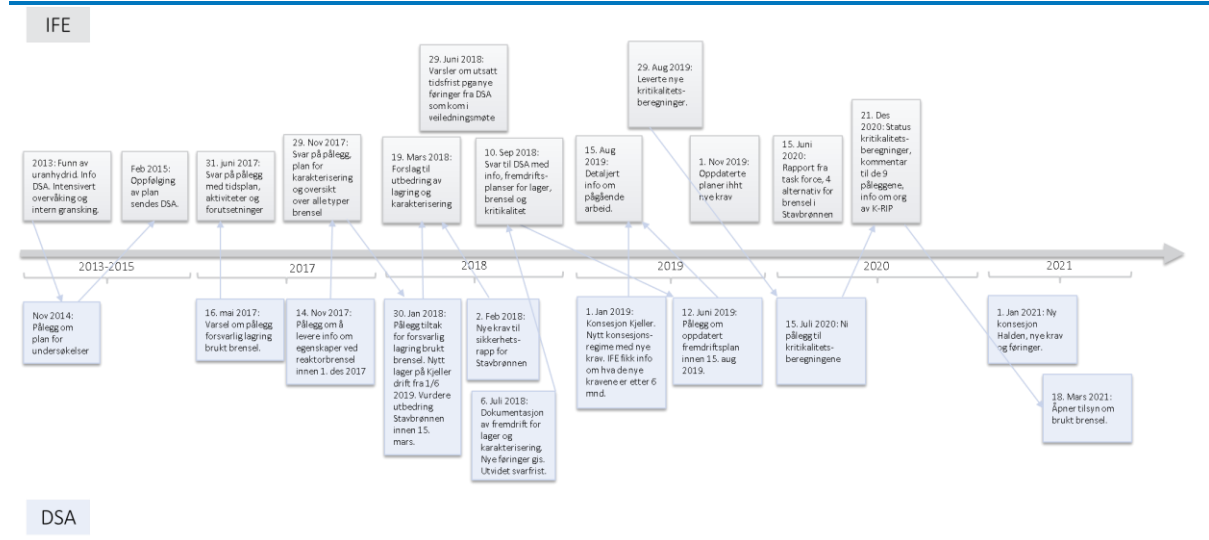 IFE
29. Juni 2018:
Varsler om utsatt
tidsfrist pga nye
føringer fra DSA
som kom i
veiledningsmøte
29. Aug 2019:
Leverte nye
kritikalitets-
beregninger.
2013: Funn av
uranhydrid. Info
DSA. Intensivert
overvåking og
intern gransking.
Feb 2015:
Oppfølging
av plan
sendes DSA.
31. juni 2017:
Svar på pålegg
med tidsplan,
aktiviteter og
forutsetninger
29. Nov 2017:
Svar på pålegg,
plan for
karakterisering
og oversikt
over alle typer
brensel
19. Mars 2018:
Forslag til
utbedring av
lagring og
karakterisering
10. Sep 2018:
Svar til DSA med
info, fremdrifts-
planer for lager,
brensel og
kritikalitet
15. Aug
2019:
Detaljert
info om
pågående
arbeid.
1. Nov 2019:
Oppdaterte
planer ihht
nye krav
15. Juni
2020:
Rapport fra
task force, 4
alternativ for
brensel i
Stavbrønnen
21. Des
2020: Status
kritikalitets-
beregninger,
kommentar
til de 9
påleggene,
info om org
av K-RIP
2013-2015
2017
2018
2019
2020
2021
Nov 2014:
Pålegg om
plan for
undersøkelser
16. mai 2017:
Varsel om pålegg
forsvarlig lagring
brukt brensel.
14. Nov 2017:
Pålegg om å
levere info om
egenskaper ved
reaktorbrensel
innen 1. des 2017
30. Jan 2018:
Pålegg tiltak
for forsvarlig
lagring brukt
brensel. Nytt
lager på Kjeller
drift fra 1/6
2019. Vurdere
utbedring
Stavbrønnen
innen 15.
mars.
2. Feb 2018:
Nye krav til
sikkerhets-
rapp for
Stavbrønnen
6. Juli 2018:
Dokumentasjon
av fremdrift for
lager og
karakterisering.
Nye føringer gis.
Utvidet svarfrist.
1. Jan 2019:
Konsesjon Kjeller.
Nytt konsesjons-
regime med nye
krav. IFE fikk info
om hva de nye
kravene er etter 6
mnd.
12. Juni 2019:
Pålegg om
oppdatert
fremdriftsplan
innen 15. aug
2019.
15. Juli 2020: Ni
pålegg til
kritikalitets-
beregningene
1. Jan 2021: Ny
konsesjon
Halden, nye krav
og føringer.
18. Mars 2021:
Åpner tilsyn om
brukt brensel.
DSA